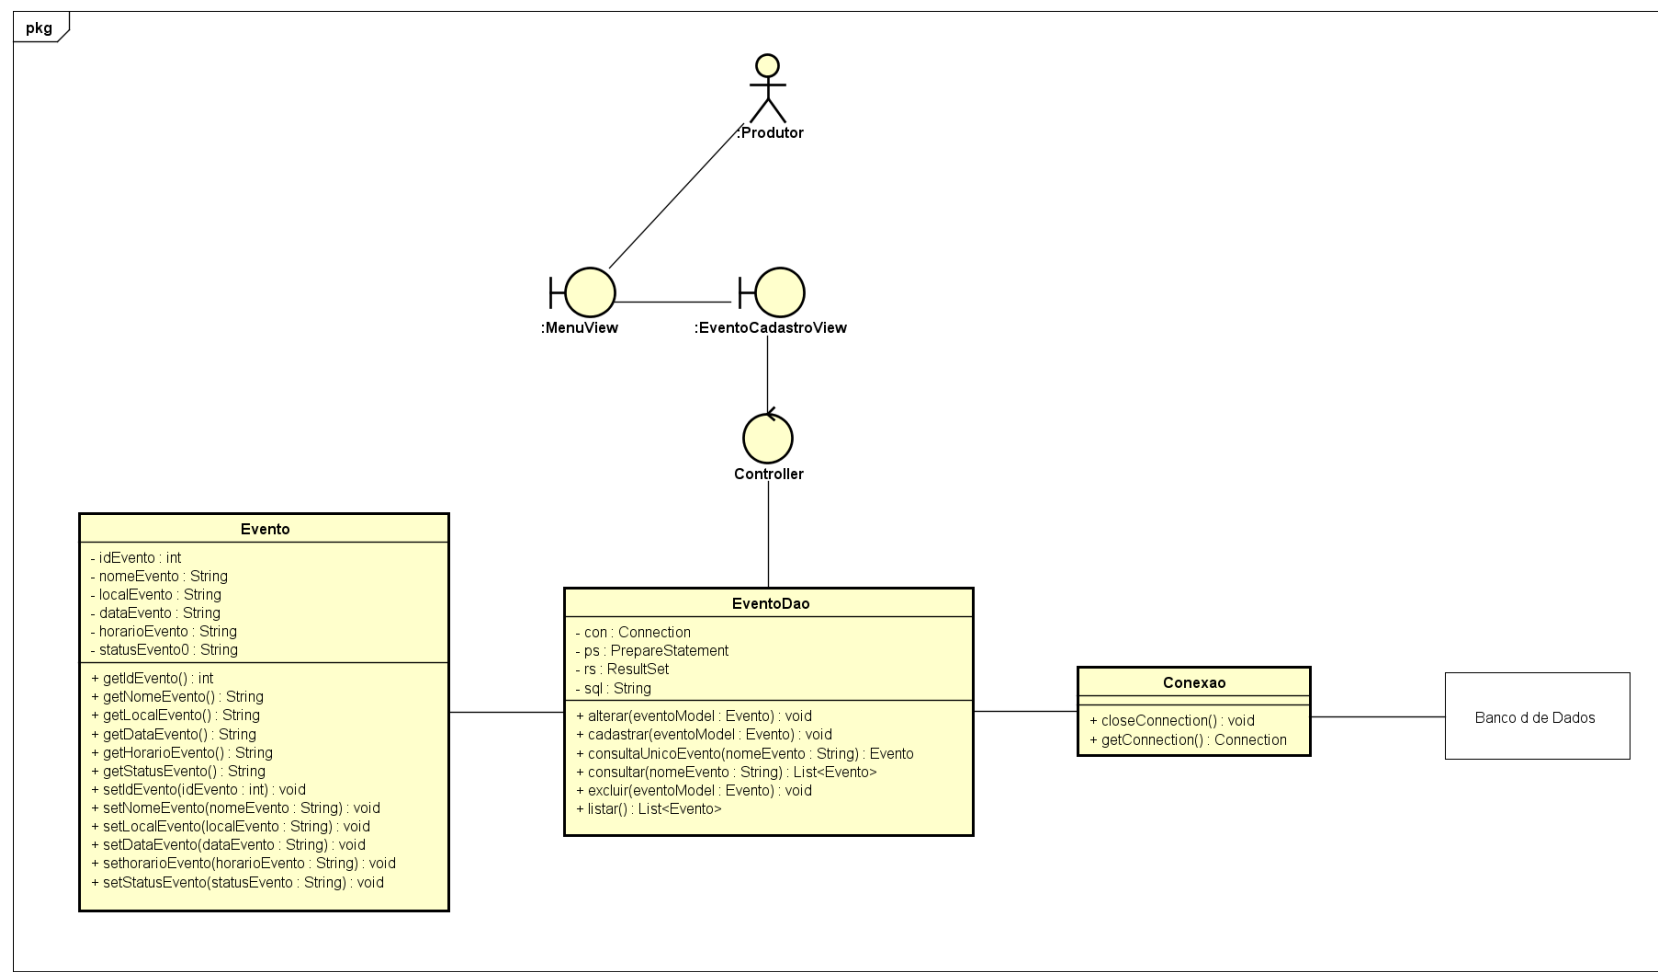 pkg
:Produtor
:MenuView
:EventoCadastroView
Controller
Evento
- idEvento : int
- nomeEvento : String
- localEvento : String
- dataEvento : String
- horarioEvento : String
- statusEvento0 : String
+ getIdEvento() : int
+ getNomeEvento() : String
+ getLocalEvento() : String
+ getDataEvento() : String
+ getHorarioEvento() : String
+ getStatusEvento() : String
+ setIdEvento(idEvento : int) : void
+ setNomeEvento(nomeEvento : String) : void
+ setLocalEvento(localEvento : String) : void
+ setDataEvento(dataEvento : String) : void
+ sethorarioEvento(horarioEvento : String) : void
+ setStatusEvento(statusEvento : String) : void
EventoDao
- con : Connection
- ps : PrepareStatement
- rs : ResultSet
- sql : String
+ alterar(eventoModel : Evento) : void
+ cadastrar(eventoModel : Evento) : void
+ consultaUnicoEvento(nomeEvento : String) : Evento
+ consultar(nomeEvento : String) : List<Evento>
+ excluir(eventoModel : Evento) : void
+ listar() : List<Evento>
Conexao
+ closeConnection() : void
+ getConnection() : Connection
Banco d de Dados